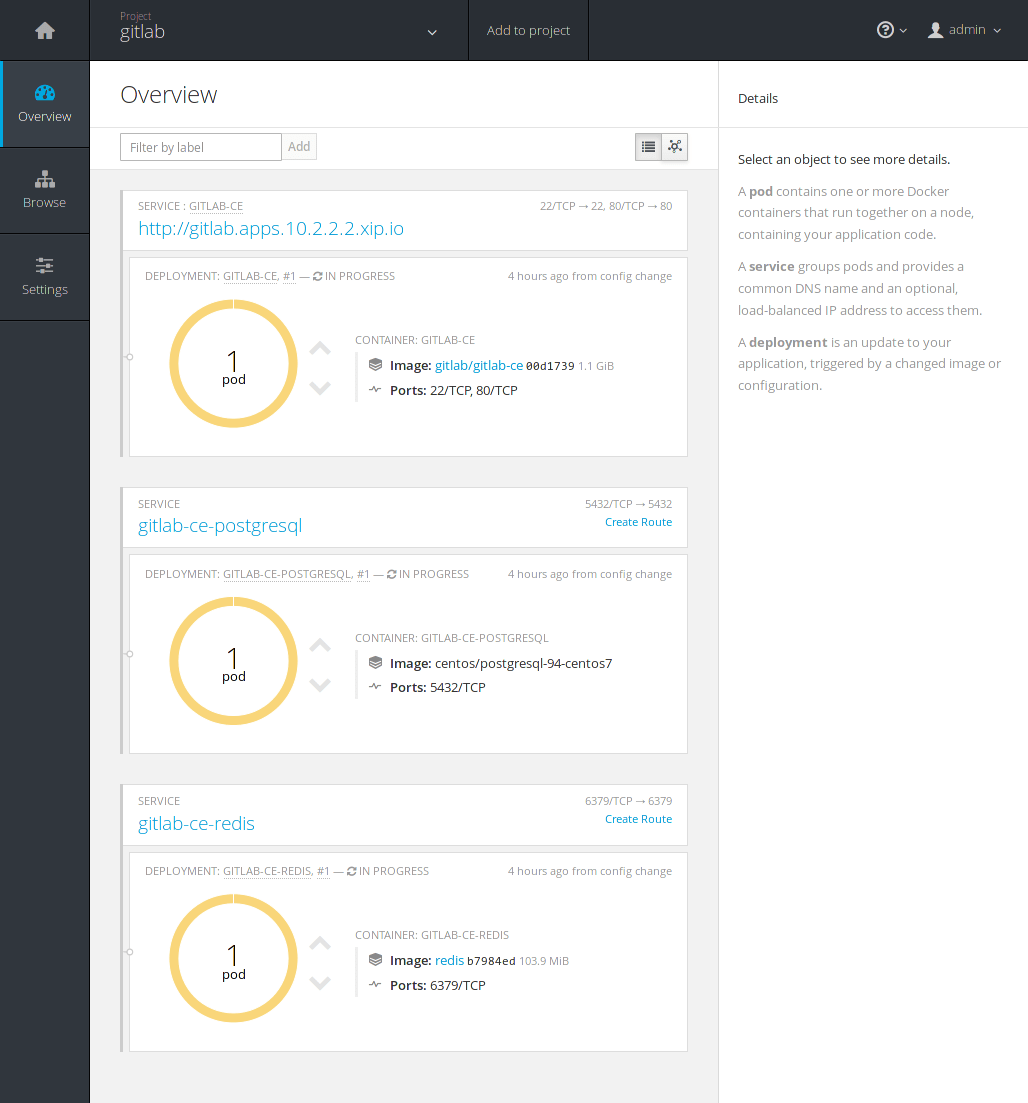 Project
gitlab
Add to project
admin
Overview
Browse
Settings
Overview
Filter by label
Add
SERVICE : GITLAB-CE
22/TCP → 22, 80/TCP → 80
http://gitlab.apps.10.2.2.2.xip.io
DEPLOYMENT: GITLAB-CE, #1 — IN PROGRESS
4 hours ago from config change
1
pod
CONTAINER: GITLAB-CE
Image: gitlab/gitlab-ce 00d1739 1.1 GiB
Ports: 22/TCP, 80/TCP
SERVICE
5432/TCP → 5432
gitlab-ce-postgresql
Create Route
DEPLOYMENT: GITLAB-CE-POSTGRESQL, #1 — IN PROGRESS
4 hours ago from config change
1
pod
CONTAINER: GITLAB-CE-POSTGRESQL
Image: centos/postgresql-94-centos7
Ports: 5432/TCP
SERVICE
6379/TCP → 6379
gitlab-ce-redis
Create Route
DEPLOYMENT: GITLAB-CE-REDIS, #1 — IN PROGRESS
4 hours ago from config change
1
pod
CONTAINER: GITLAB-CE-REDIS
Image: redis b7984ed 103.9 MiB
Ports: 6379/TCP
Details
Select an object to see more details.
A pod contains one or more Docker
containers that run together on a node,
containing your application code.
A service groups pods and provides a
common DNS name and an optional,
load-balanced IP address to access them.
A deployment is an update to your
application, triggered by a changed image or
configuration.